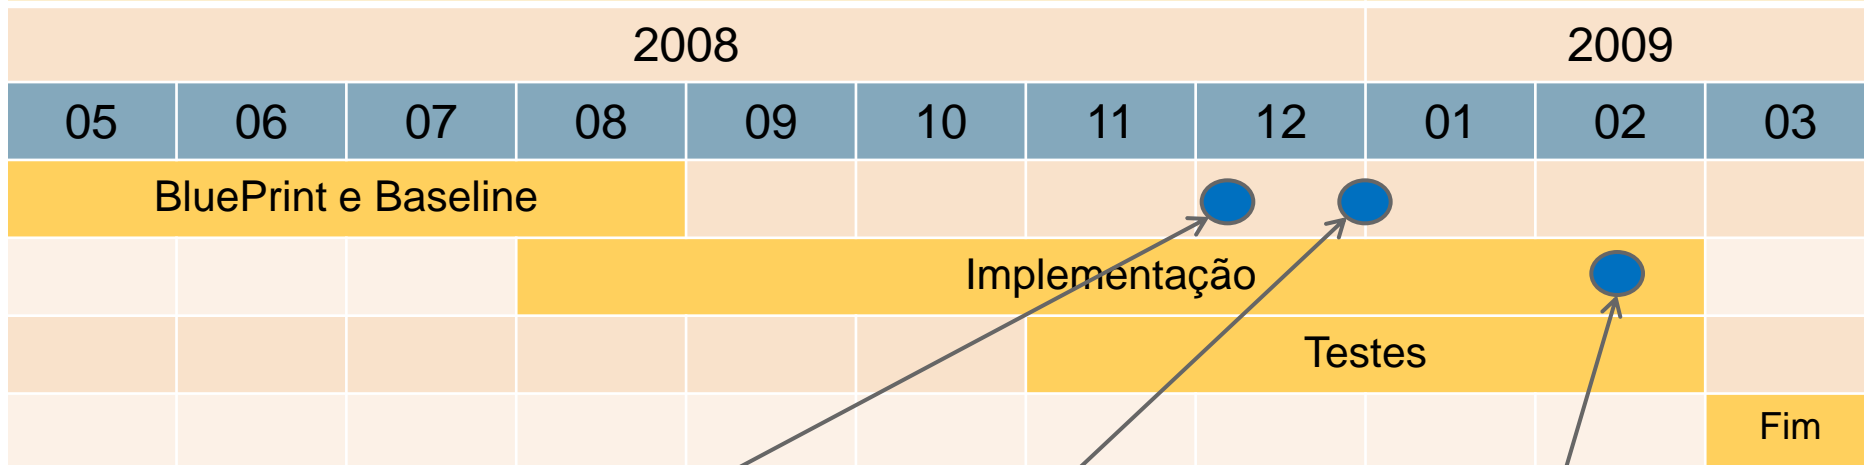 2008 2009
05 06 07 08 09 10 11 12 01 02 03
BluePrint e Baseline
Implementação
Testes
Fim